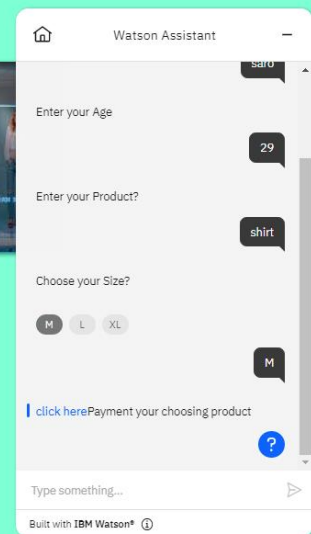 Watson Assistant
saro
Enter your Age
29
Enter your Product?
shirt
Choose your Size?
M L XL
M
click herePayment your choosing product
?
Type something...
Built with IBM Watson®